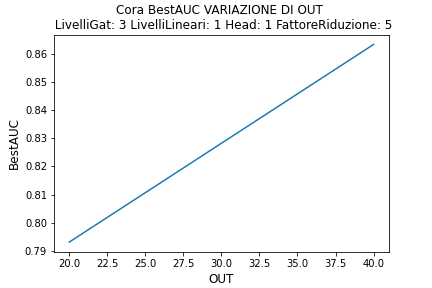 Cora BestAUC VARIAZIONE DI OUT
LivelliGat: 3 LivelliLineari: 1 Head: 1 FattoreRiduzione: 5
0.86
0.85
0.84
0.83
0.82
0.81
0.80
0.79
BestAUC
20.0 22.5 25.0 27.5 30.0 32.5 35.0 37.5 40.0
OUT